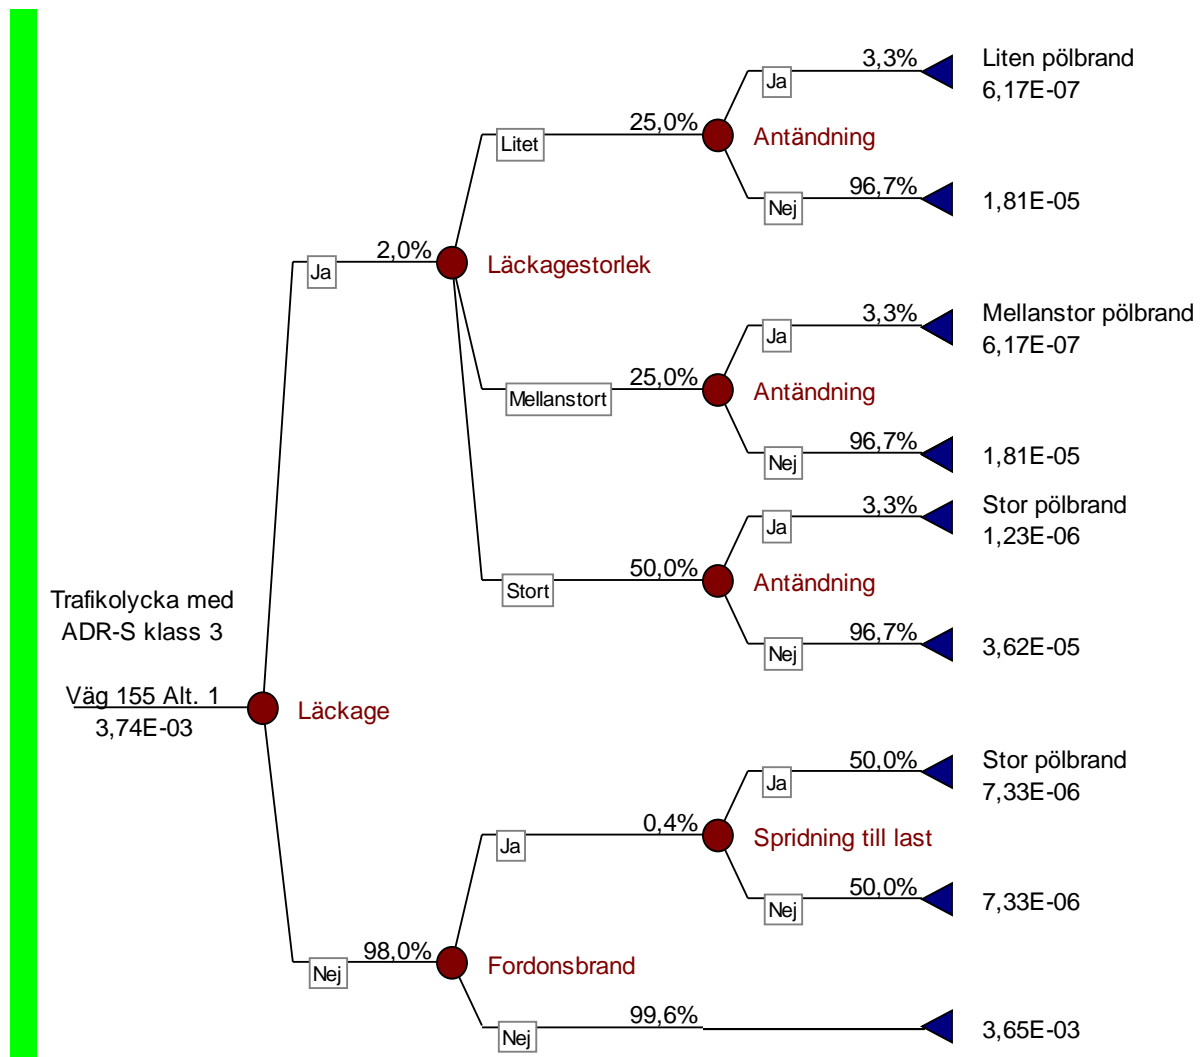 3,3%
Liten pölbrand
6,17E-07
Ja
25,0%
Litet
Antändning
96,7%
Nej
1,81E-05
2,0%
Ja
Läckagestorlek
3,3%
Mellanstor pölbrand
6,17E-07
Ja
25,0%
Mellanstort
Antändning
96,7%
Nej
1,81E-05
3,3%
Stor pölbrand
1,23E-06
Ja
50,0%
Stort
Antändning
96,7%
Nej
3,62E-05
Trafikolycka med
ADR-S klass 3
Väg 155 Alt. 1
3,74E-03
Läckage
50,0%
Stor pölbrand
7,33E-06
Ja
0,4%
Ja
Spridning till last
50,0%
Nej
7,33E-06
98,0%
Nej
Fordonsbrand
99,6%
Nej
3,65E-03